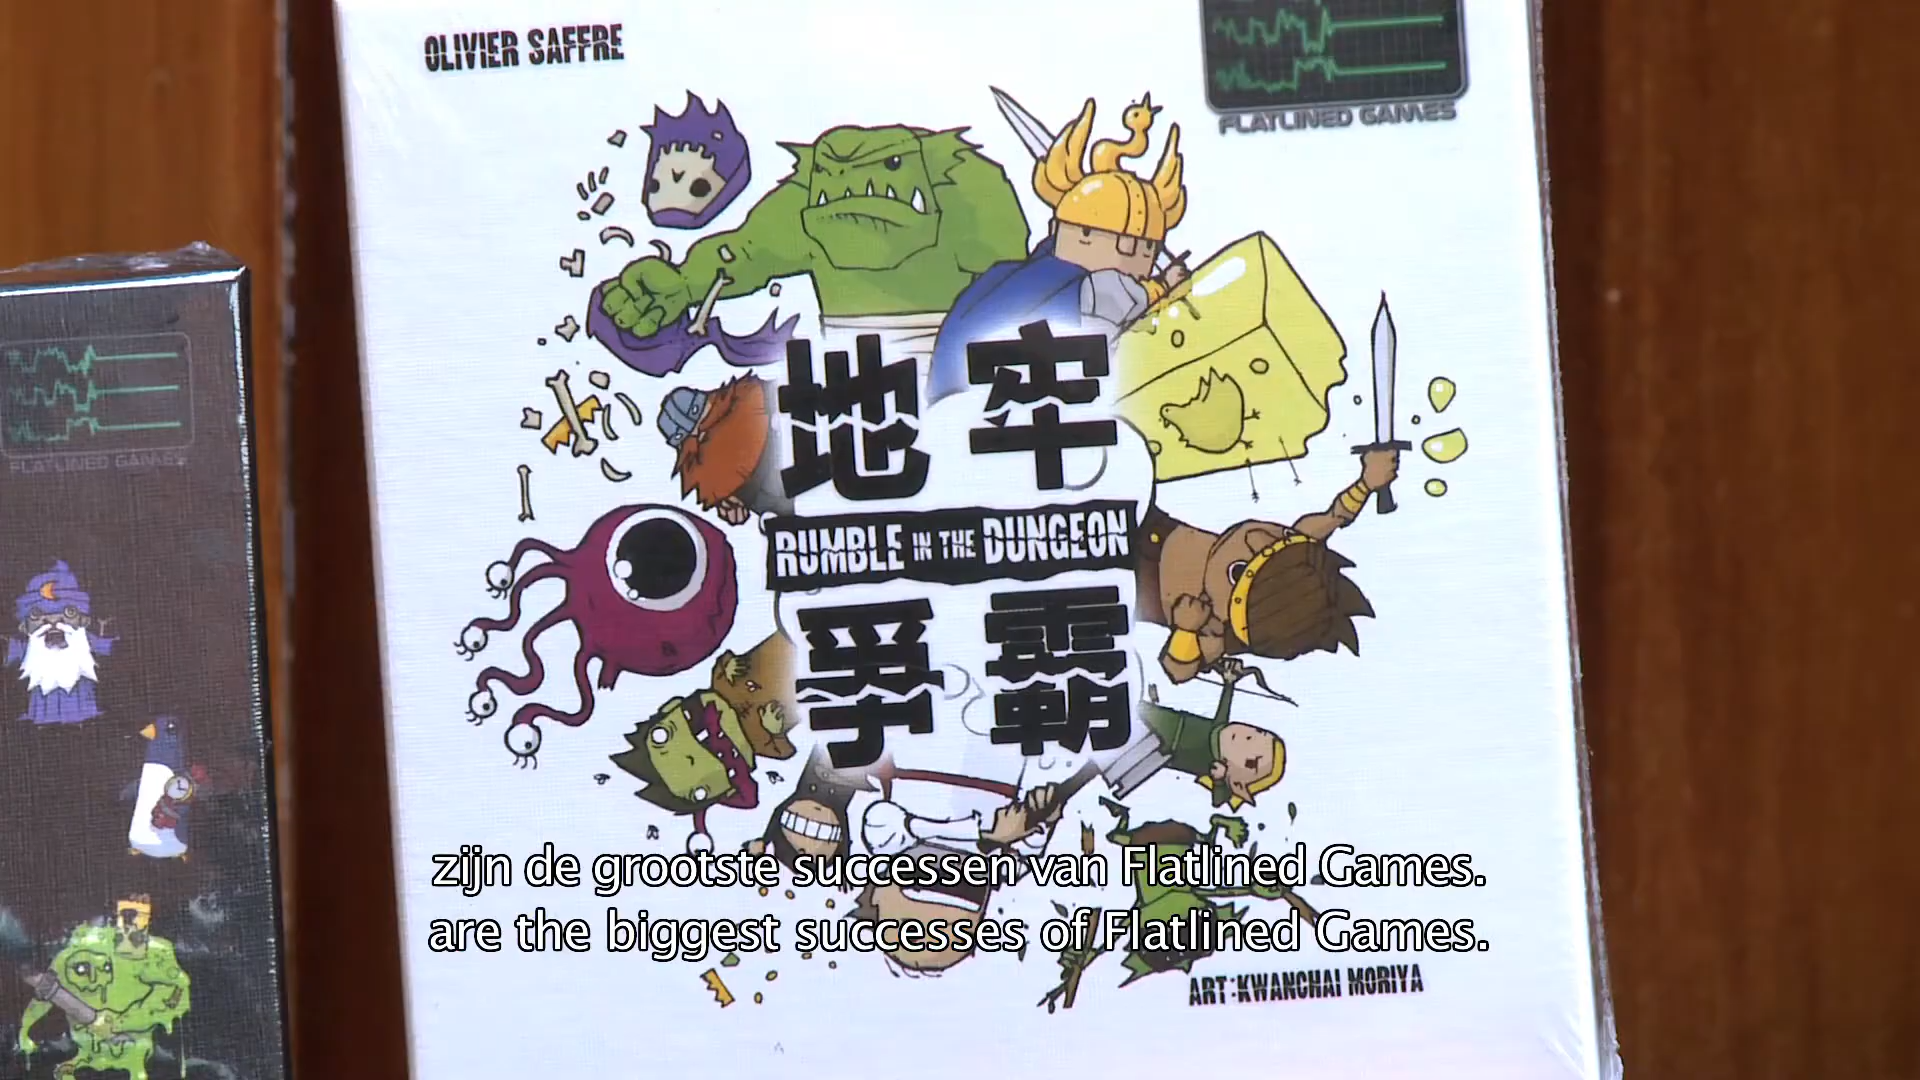 OLIVIER SAFFRE
FLATLINED GAMES
FLATLINED GAMES
地牢
RUMBLE IN THE DUNGEON
爭霸
zijn de grootste successen van Flatlined Games.
are the biggest successes of Flatlined Games.
ART:KWANCHAI MORIYA